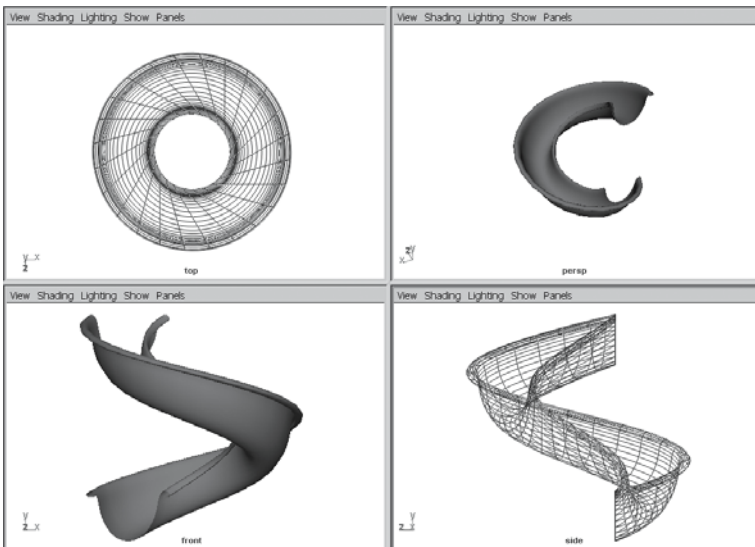 View Shading Lighting Show Panels
y x
z
top
View Shading Lighting Show Panels
z y
x
persp
View Shading Lighting Show Panels
y
z x
front
View Shading Lighting Show Panels
y
z x
side